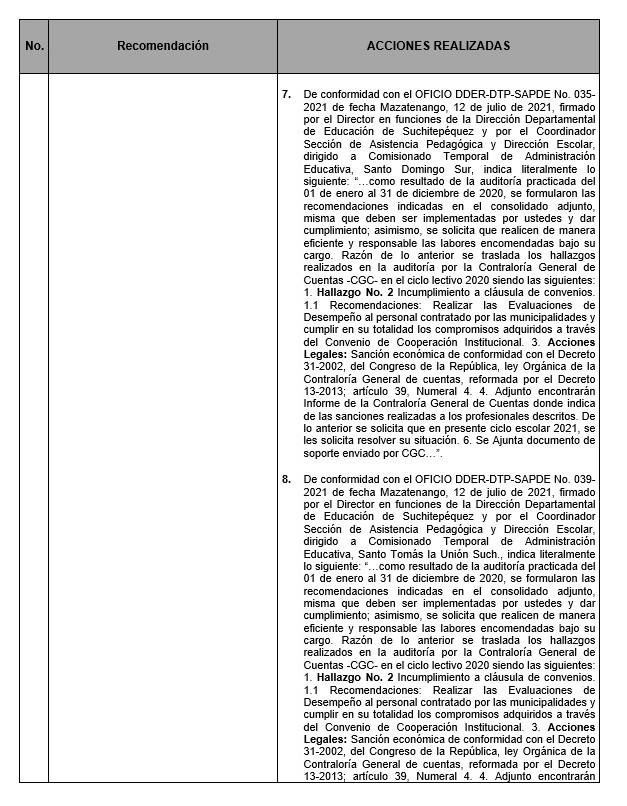 No.
Recomendación
ACCIONES REALIZADAS
7. De conformidad con el OFICIO DDER-DTP-SAPDE No. 035-
2021 de fecha Mazatenango, 12 de julio de 2021, firmado
por el Director en funciones de la Dirección Departamental
de Educación de Suchitepéquez y por el Coordinador
Sección de Asistencia Pedagógica y Dirección Escolar,
dirigido a Comisionado Temporal de Administración
Educativa, Santo Domingo Sur, indica literalmente lo
siguiente: “…como resultado de la auditoría practicada del
01 de enero al 31 de diciembre de 2020, se formularon las
recomendaciones indicadas en el consolidado adjunto,
misma que deben ser implementadas por ustedes y dar
cumplimiento; asimismo, se solicita que realicen de manera
eficiente y responsable las labores encomendadas bajo su
cargo. Razón de lo anterior se traslada los hallazgos
realizados en la auditoría por la Contraloría General de
Cuentas -CGC- en el ciclo lectivo 2020 siendo las siguientes:
1. Hallazgo No. 2 Incumplimiento a cláusula de convenios.
1.1 Recomendaciones: Realizar las Evaluaciones de
Desempeño al personal contratado por las municipalidades y
cumplir en su totalidad los compromisos adquiridos a través
del Convenio de Cooperación Institucional. 3. Acciones
Legales: Sanción económica de conformidad con el Decreto
31-2002, del Congreso de la República, ley Orgánica de la
Contraloría General de cuentas, reformada por el Decreto
13-2013; artículo 39, Numeral 4. 4. Adjunto encontrarán
Informe de la Contraloría General de Cuentas donde indica
de las sanciones realizadas a los profesionales descritos. De
lo anterior se solicita que en presente ciclo escolar 2021, se
les solicita resolver su situación. 6. Se Ajunta documento de
soporte enviado por CGC…”.
8. De conformidad con el OFICIO DDER-DTP-SAPDE No. 039-
2021 de fecha Mazatenango, 12 de julio de 2021, firmado
por el Director en funciones de la Dirección Departamental
de Educación de Suchitepéquez y por el Coordinador
Sección de Asistencia Pedagógica y Dirección Escolar,
dirigido a Comisionado Temporal de Administración
Educativa, Santo Tomás la Unión Such., indica literalmente
lo siguiente: “…como resultado de la auditoría practicada del
01 de enero al 31 de diciembre de 2020, se formularon las
recomendaciones indicadas en el consolidado adjunto,
misma que deben ser implementadas por ustedes y dar
cumplimiento; asimismo, se solicita que realicen de manera
eficiente y responsable las labores encomendadas bajo su
cargo. Razón de lo anterior se traslada los hallazgos
realizados en la auditoría por la Contraloría General de
Cuentas -CGC- en el ciclo lectivo 2020 siendo las siguientes:
1. Hallazgo No. 2 Incumplimiento a cláusula de convenios.
1.1 Recomendaciones: Realizar las Evaluaciones de
Desempeño al personal contratado por las municipalidades y
cumplir en su totalidad los compromisos adquiridos a través
del Convenio de Cooperación Institucional. 3. Acciones
Legales: Sanción económica de conformidad con el Decreto
31-2002, del Congreso de la República, ley Orgánica de la
Contraloría General de cuentas, reformada por el Decreto
13-2013; artículo 39, Numeral 4. 4. Adjunto encontrarán